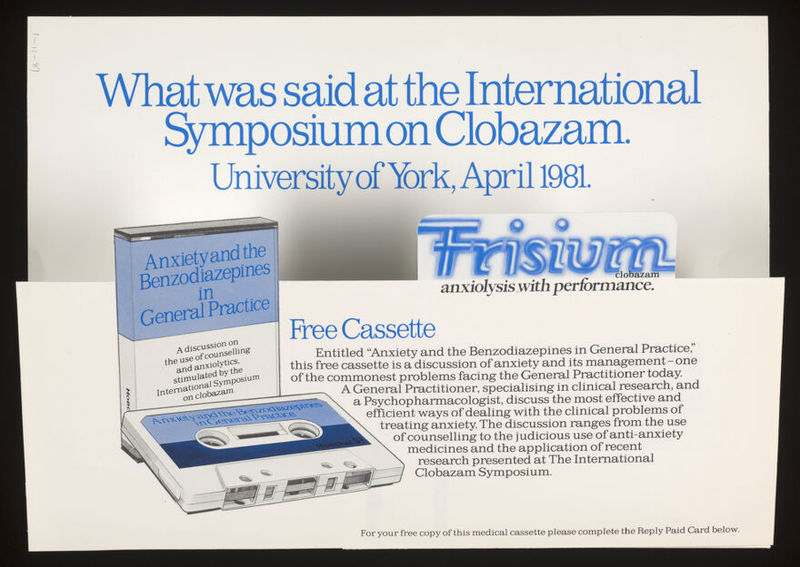 What was said at the International
Symposium on Clobazam.
University of York, April 1981.
Frisium
clobazam
anxiolysis with performance.
Anxiety and the
Benzodiazepines
in
General Practice
A discussion on
the use of counselling
and anxiolytics,
stimulated by the
International Symposium
on clobazam.
Anxiety and the Benzodiazepines
in General Practice
Free Cassette
Entitled “Anxiety and the Benzodiazepines in General Practice,”
this free cassette is a discussion of anxiety and its management – one
of the commonest problems facing the General Practitioner today.
A General Practitioner, specialising in clinical research, and
a Psychopharmacologist, discuss the most effective and
efficient ways of dealing with the clinical problems of
treating anxiety. The discussion ranges from the use
of counselling to the judicious use of anti-anxiety
medicines and the application of recent
research presented at The International
Clobazam Symposium.
For your free copy of this medical cassette please complete the Reply Paid Card below.